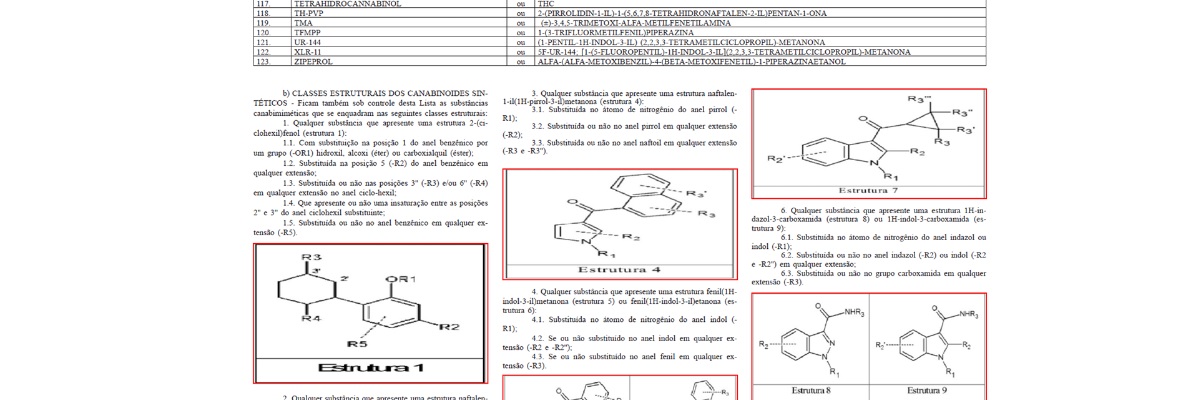 117. TETRAHIDROCANNABINOL ou THC
118. TH-PVP ou 2-(PIRROLIDIN-1-IL)-1-(5,6,7,8-TETRAHIDRONAFTALEN-2-IL)PENTAN-1-ONA
119. TMA ou (±)-3,4,5-TRIMETOXI-ALFA-METILFENETILAMINA
120. TFMPP ou 1-(3-TRIFLUORMETILFENIL)PIPERAZINA
121. UR-144 ou (1-PENTIL-1H-INDOL-3-IL) (2,2,3,3-TETRAMETILCICLOPROPIL)-METANONA
122. XLR-11 ou 5F-UR-144; [1-(5-FLUOROPENTIL)-1H-INDOL-3-IL](2,2,3,3-TETRAMETILCICLOPROPIL)-METANONA
123. ZIPEPROL ou ALFA-(ALFA-METOXIBENZIL)-4-(BETA-METOXIFENETIL)-1-PIPERAZINAETANOL
b) CLASSES ESTRUTURAIS DOS CANABINOIDES SIN-
TÉTICOS - Ficam também sob controle desta Lista as substâncias
canabimiméticas que se enquadram nas seguintes classes estruturais:
1. Qualquer substância que apresente uma estrutura 2-(ci-
clohexil)fenol (estrutura 1);
1.1. Com substituição na posição 1 do anel benzênico por
um grupo (-OR1) hidroxil, alcoxi (éter) ou carboxialquil (éster);
1.2. Substituída na posição 5 (-R2) do anel benzênico em
qualquer extensão;
1.3. Substituída ou não nas posições 3" (-R3) e/ou 6" (-R4)
em qualquer extensão no anel ciclo-hexil;
1.4. Que apresente ou não uma insaturação entre as posições
2" e 3" do anel ciclohexil substituinte;
1.5. Substituída ou não no anel benzênico em qualquer ex-
tensão (-R5).
R3
3'
2'
OR1
R4
R2
R5
Estrutura 1
2. Qualquer substância que apresente uma estrutura naftalen-
3. Qualquer substância que apresente uma estrutura naftalen-
1-il(1H-pirrol-3-il)metanona (estrutura 4):
3.1. Substituída no átomo de nitrogênio do anel pirrol (-
R1);
3.2. Substituída ou não no anel pirrol em qualquer extensão
(-R2);
3.3. Substituída ou não no anel naftoil em qualquer extensão
(-R3 e -R3").
R3'
R3
O
R2
N
R1
Estrutura 4
4. Qualquer substância que apresente uma estrutura fenil(1H-
indol-3-il)metanona (estrutura 5) ou fenil(1H-indol-3-il)etanona (es-
trutura 6):
4.1. Substituída no átomo de nitrogênio do anel indol (-
R1);
4.2. Se ou não substituído no anel indol em qualquer ex-
tensão (-R2 e -R2");
4.3. Se ou não substituído no anel fenil em qualquer ex-
tensão (-R3).
O
R3
R3'''
R3''
O
R3'
R3
R2
R2'
N
R1
Estrutura 7
6. Qualquer substância que apresente uma estrutura 1H-in-
dazol-3-carboxamida (estrutura 8) ou 1H-indol-3-carboxamida (es-
trutura 9):
6.1. Substituída no átomo de nitrogênio do anel indazol ou
indol (-R1);
6.2. Substituída ou não no anel indazol (-R2) ou indol (-R2
e -R2") em qualquer extensão;
6.3. Substituída ou não no grupo carboxamida em qualquer
extensão (-R3).
O NHR3
R2
N
N
R1
Estrutura 8
O NHR3
R2'
R2
N
R1
Estrutura 9